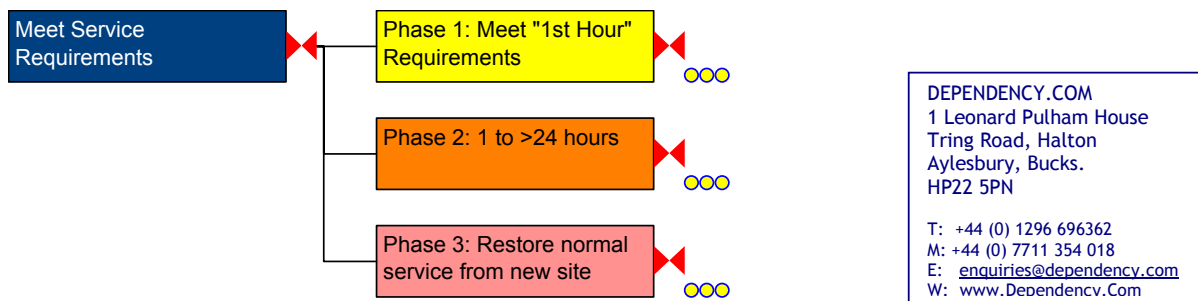 Meet Service
Requirements
Phase 1: Meet "1st Hour"
Requirements
Phase 2: 1 to >24 hours
Phase 3: Restore normal
service from new site
DEPENDENCY.COM
1 Leonard Pulham House
Tring Road, Halton
Aylesbury, Bucks.
HP22 5PN
T: +44 (0) 1296 696362
M: +44 (0) 7711 354 018
E: enquiries@dependency.com
W: www.Dependency.Com